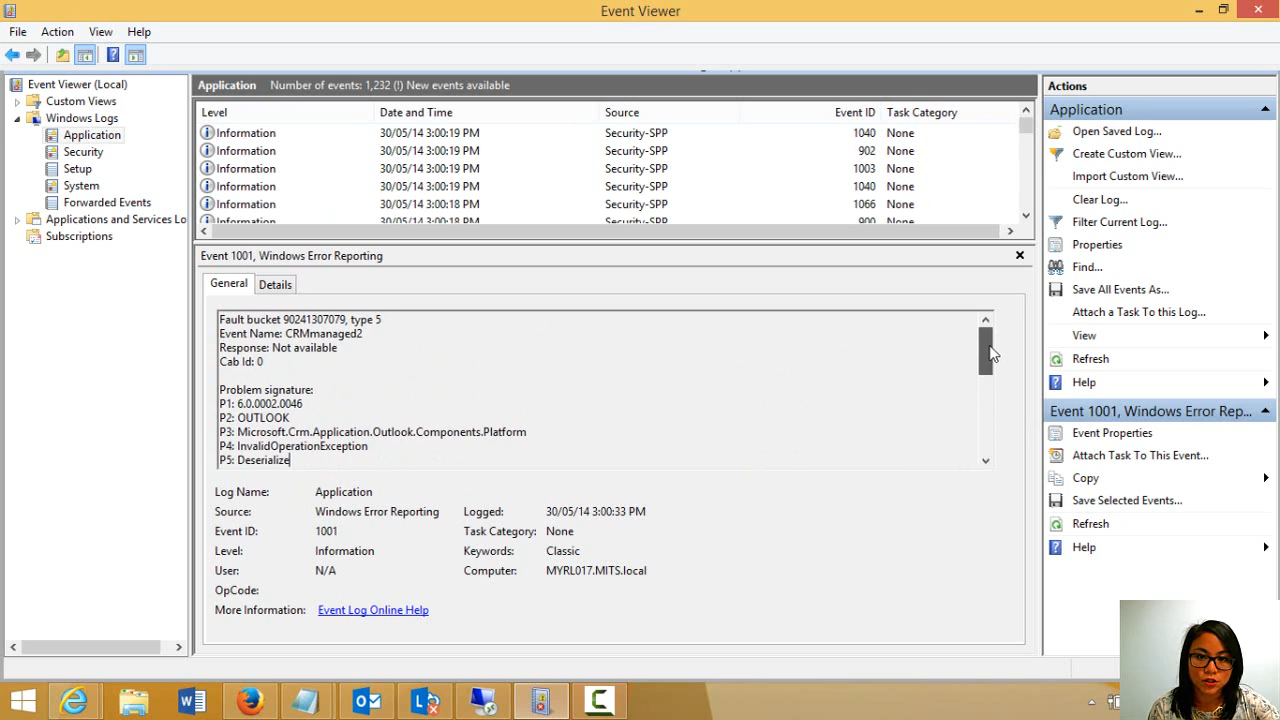 Event Viewer
File Action View Help
Event Viewer (Local)
Custom Views
Windows Logs
Application
Security
Setup
System
Forwarded Events
Applications and Services Lo
Subscriptions
Application Number of events: 1,232 (!) New events available
Level Date and Time Source Event ID Task Category
Information 30/05/14 3:00:19 PM Security-SPP 1040 None
Information 30/05/14 3:00:19 PM Security-SPP 902 None
Information 30/05/14 3:00:19 PM Security-SPP 1003 None
Information 30/05/14 3:00:19 PM Security-SPP 1040 None
Information 30/05/14 3:00:18 PM Security-SPP 1066 None
Information 30/05/14 3:00:18 PM Security-SPP 900 None
Event 1001, Windows Error Reporting
General Details
Fault bucket 90241307079, type 5
Event Name: CRMmanaged2
Response: Not available
Cab Id: 0
Problem signature:
P1: 6.0.0002.0046
P2: OUTLOOK
P3: Microsoft.Crm.Application.Outlook.Components.Platform
P4: InvalidOperationException
P5: Deserialize
Log Name: Application
Source: Windows Error Reporting Logged: 30/05/14 3:00:33 PM
Event ID: 1001 Task Category: None
Level: Information Keywords: Classic
User: N/A Computer: MYRL017.MITS.local
OpCode:
More Information: Event Log Online Help
Actions
Application
Open Saved Log...
Create Custom View...
Import Custom View...
Clear Log...
Filter Current Log...
Properties
Find...
Save All Events As...
Attach a Task To this Log...
View
Refresh
Help
Event 1001, Windows Error Rep...
Event Properties
Attach Task To This Event...
Copy
Save Selected Events...
Refresh
Help